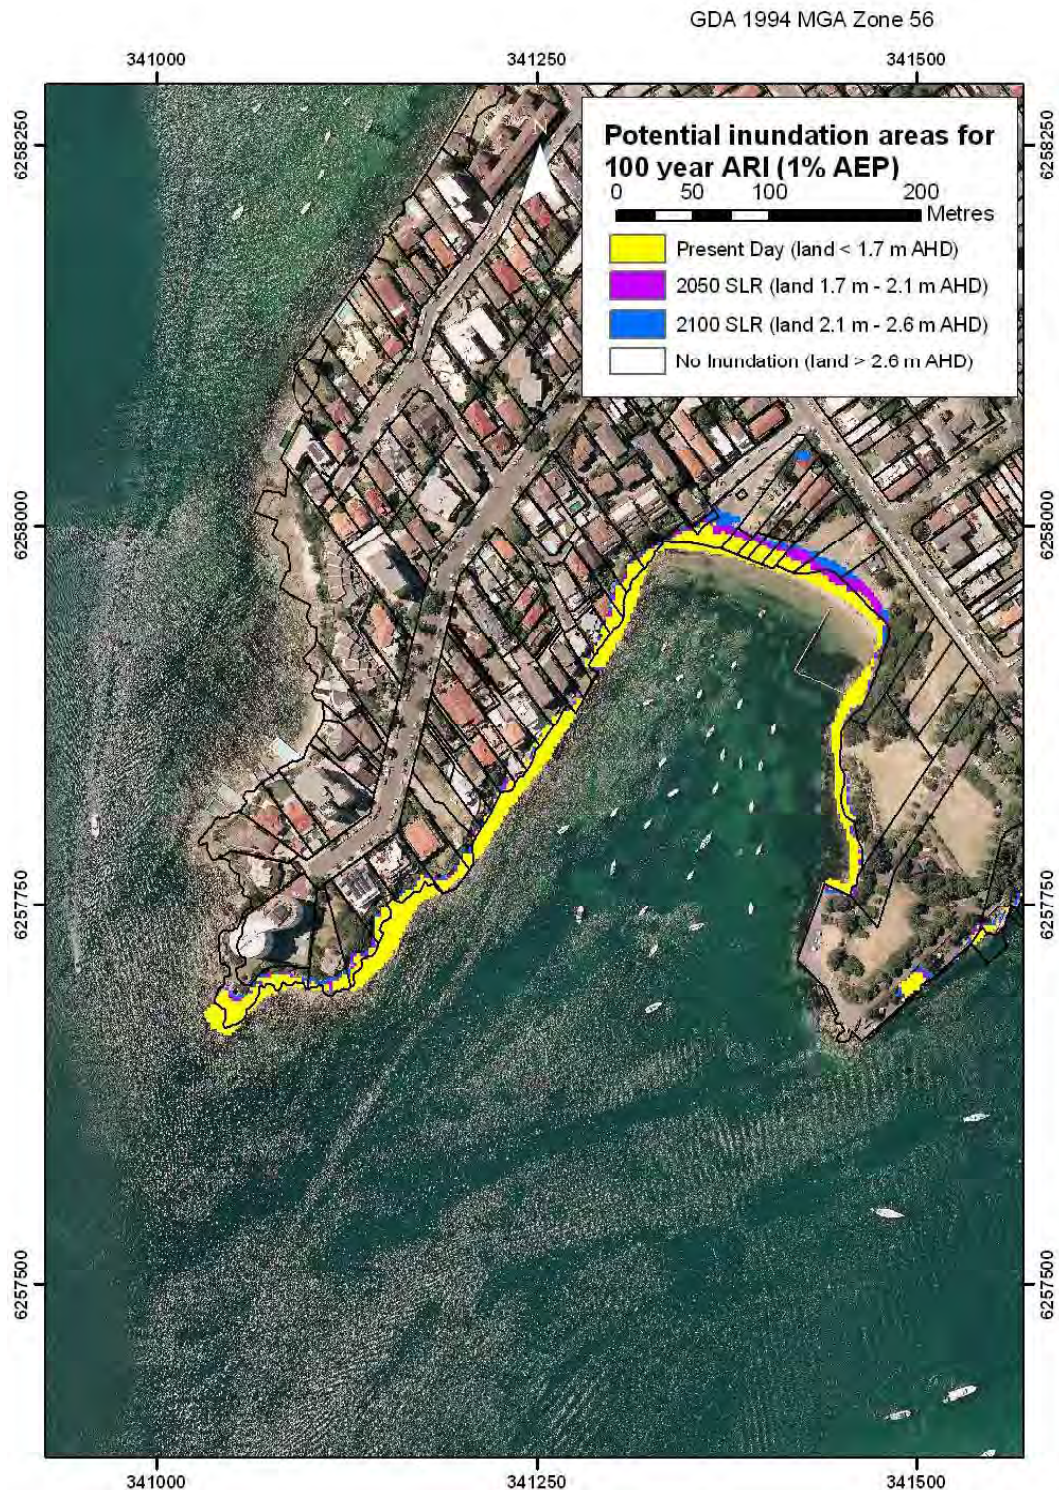 GDA 1994 MGA Zone 56
341000 341250 341500
6258250 6258250
N
Potential inundation areas for
100 year ARI (1% AEP)
0 50 100 200
Metres
Present Day (land < 1.7 m AHD)
2050 SLR (land 1.7 m - 2.1 m AHD)
2100 SLR (land 2.1 m - 2.6 m AHD)
No Inundation (land > 2.6 m AHD)
6258000 6258000
6257750 6257750
6257500 6257500
341000 341250 341500